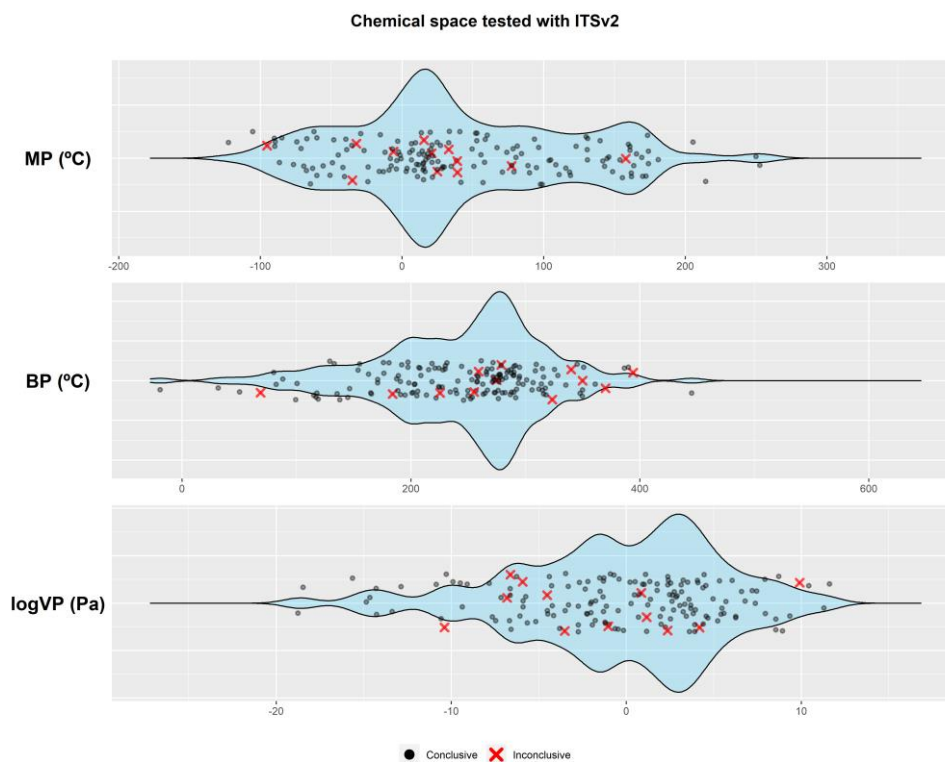 Chemical space tested with ITSv2
MP (ºC)
-200 -100 0 100 200 300
BP (ºC)
0 200 400 600
logVP (Pa)
-20 -10 0 10
Conclusive Inconclusive